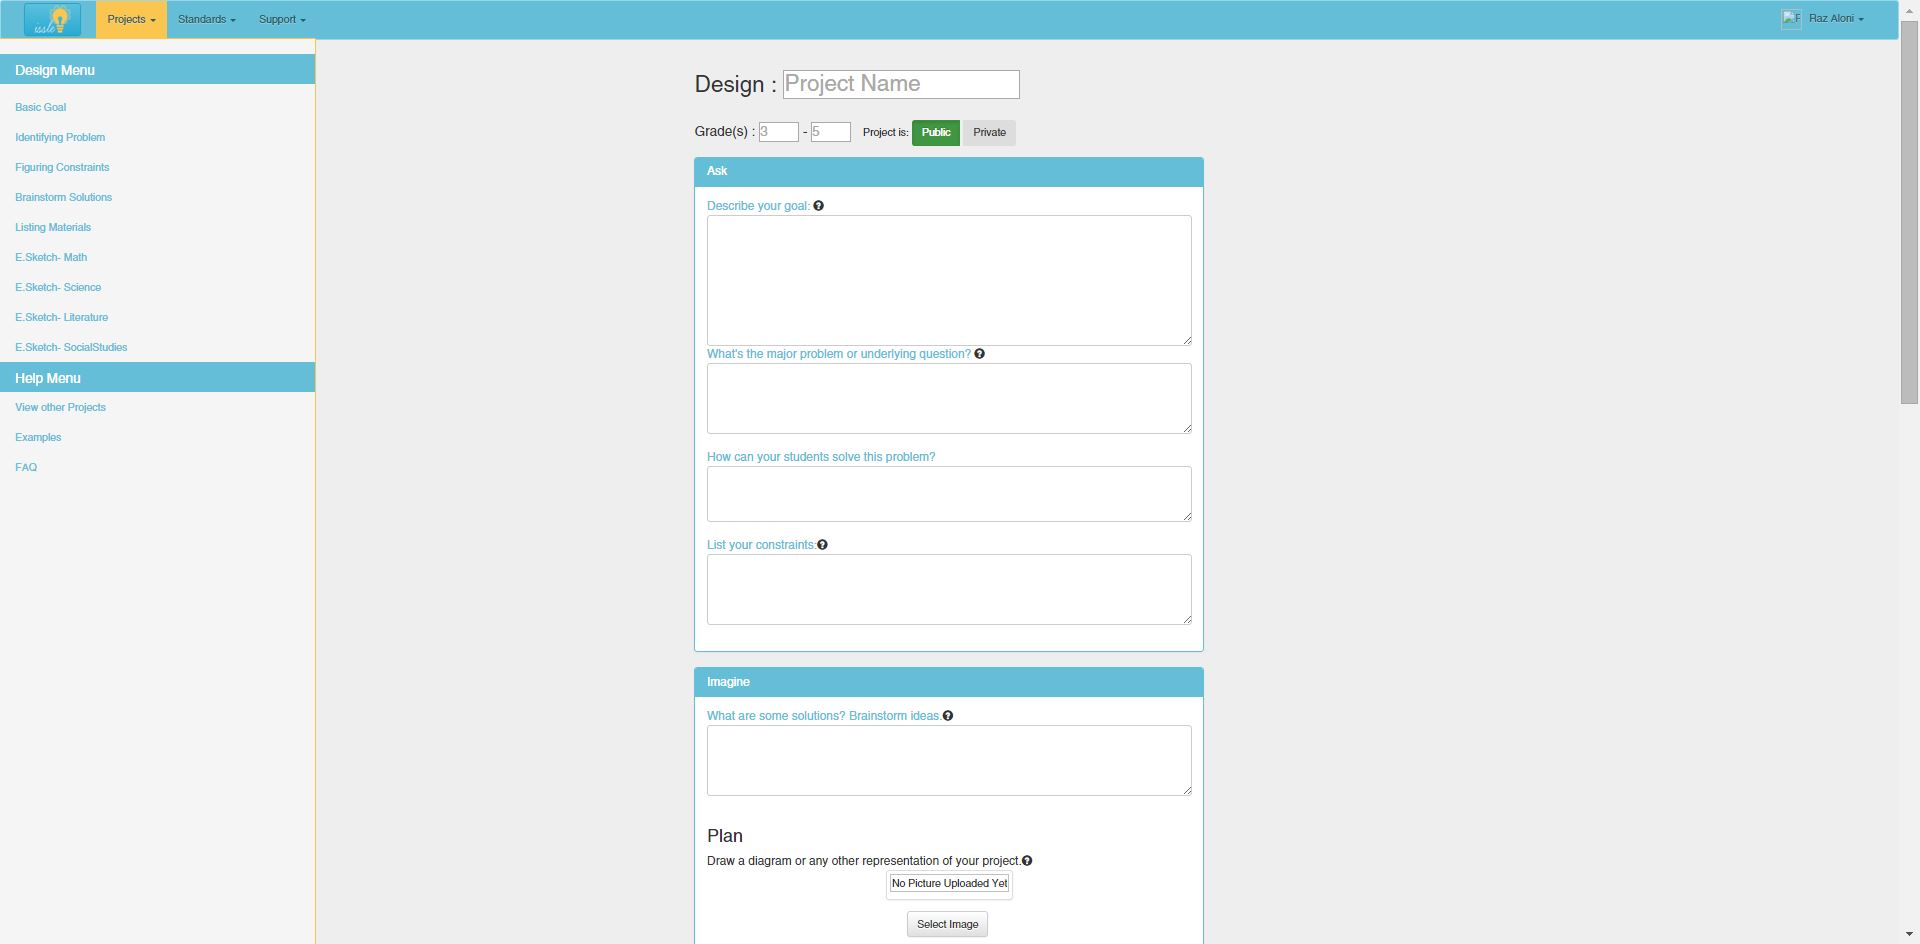 issle
Projects
Standards
Support
Raz Aloni
Design Menu
Basic Goal
Identifying Problem
Figuring Constraints
Brainstorm Solutions
Listing Materials
E.Sketch- Math
E.Sketch- Science
E.Sketch- Literature
E.Sketch- SocialStudies
Help Menu
View other Projects
Examples
FAQ
Design : Project Name
Grade(s) : 3 - 5 Project is: Public Private
Ask
Describe your goal:
What's the major problem or underlying question?
How can your students solve this problem?
List your constraints:
Imagine
What are some solutions? Brainstorm ideas.
Plan
Draw a diagram or any other representation of your project.
No Picture Uploaded Yet
Select Image